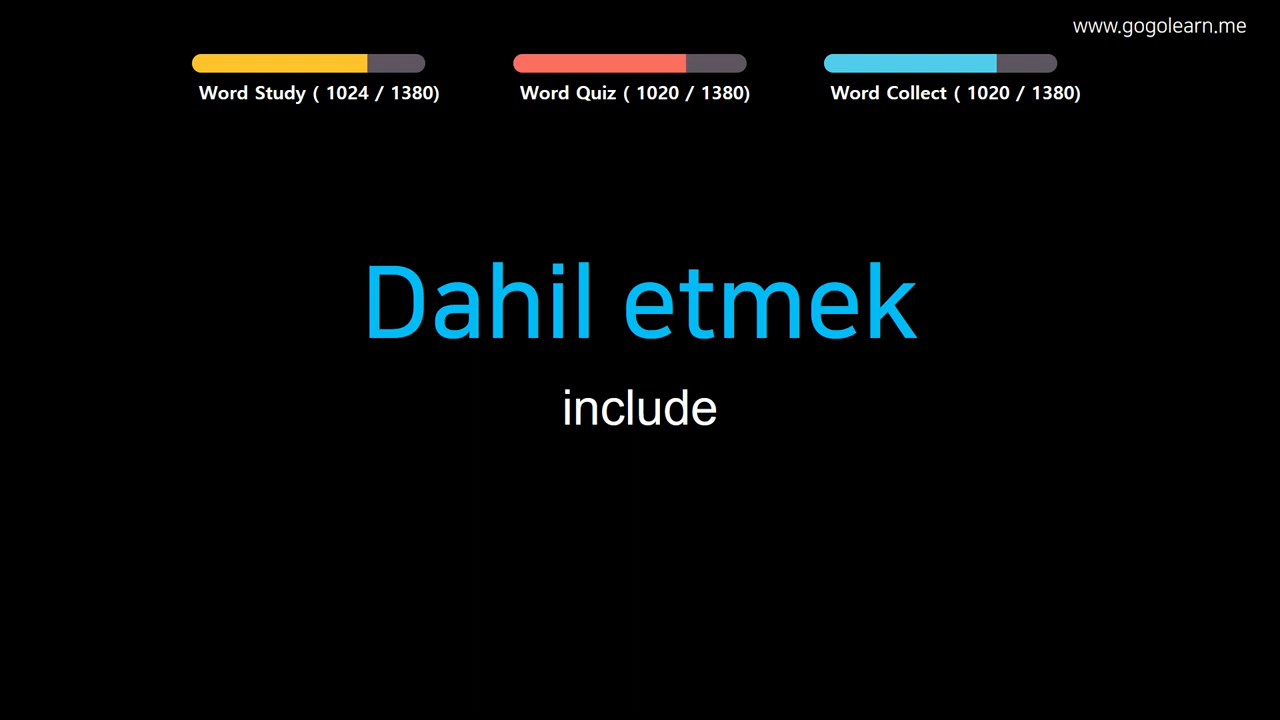 www.gogolearn.me
Word Study ( 1024 / 1380)
Word Quiz ( 1020 / 1380)
Word Collect ( 1020 / 1380)
Dahil etmek
include